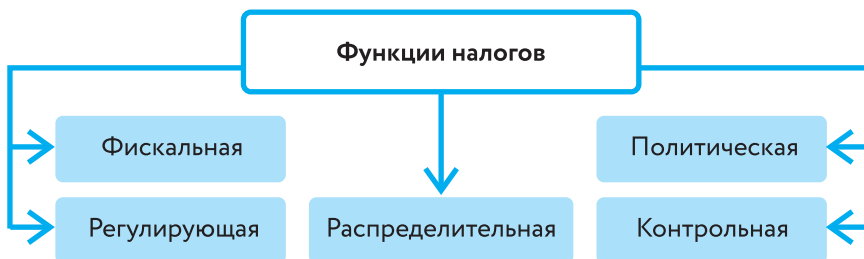 Функции налогов
Фискальная
Политическая
Регулирующая
Распределительная
Контрольная